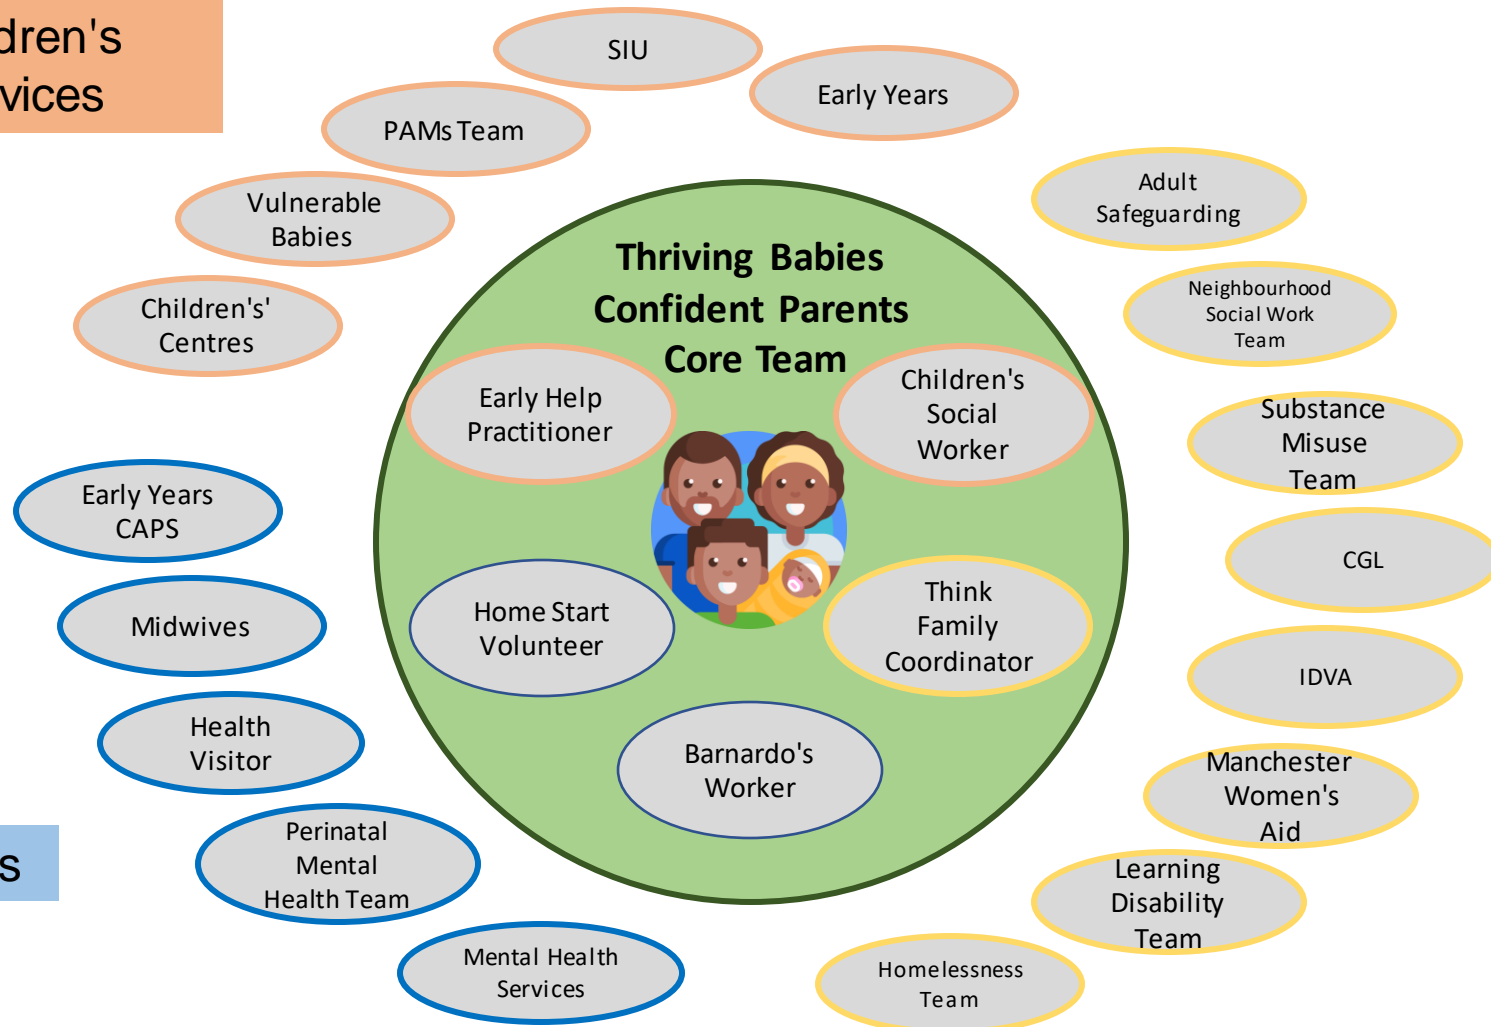 dren's
vices
SIU
Early Years
PAMs Team
Vulnerable
Babies
Children's'
Centres
Adult
Safeguarding
Neighbourhood
Social Work
Team
Thriving Babies
Confident Parents
Core Team
Early Help
Practitioner
Children's
Social
Worker
Substance
Misuse
Team
Early Years
CAPS
CGL
Midwives
Home Start
Volunteer
Think
Family
Coordinator
IDVA
Health
Visitor
Barnardo's
Worker
Manchester
Women's
Aid
s
Perinatal
Mental
Health Team
Learning
Disability
Team
Mental Health
Services
Homelessness
Team